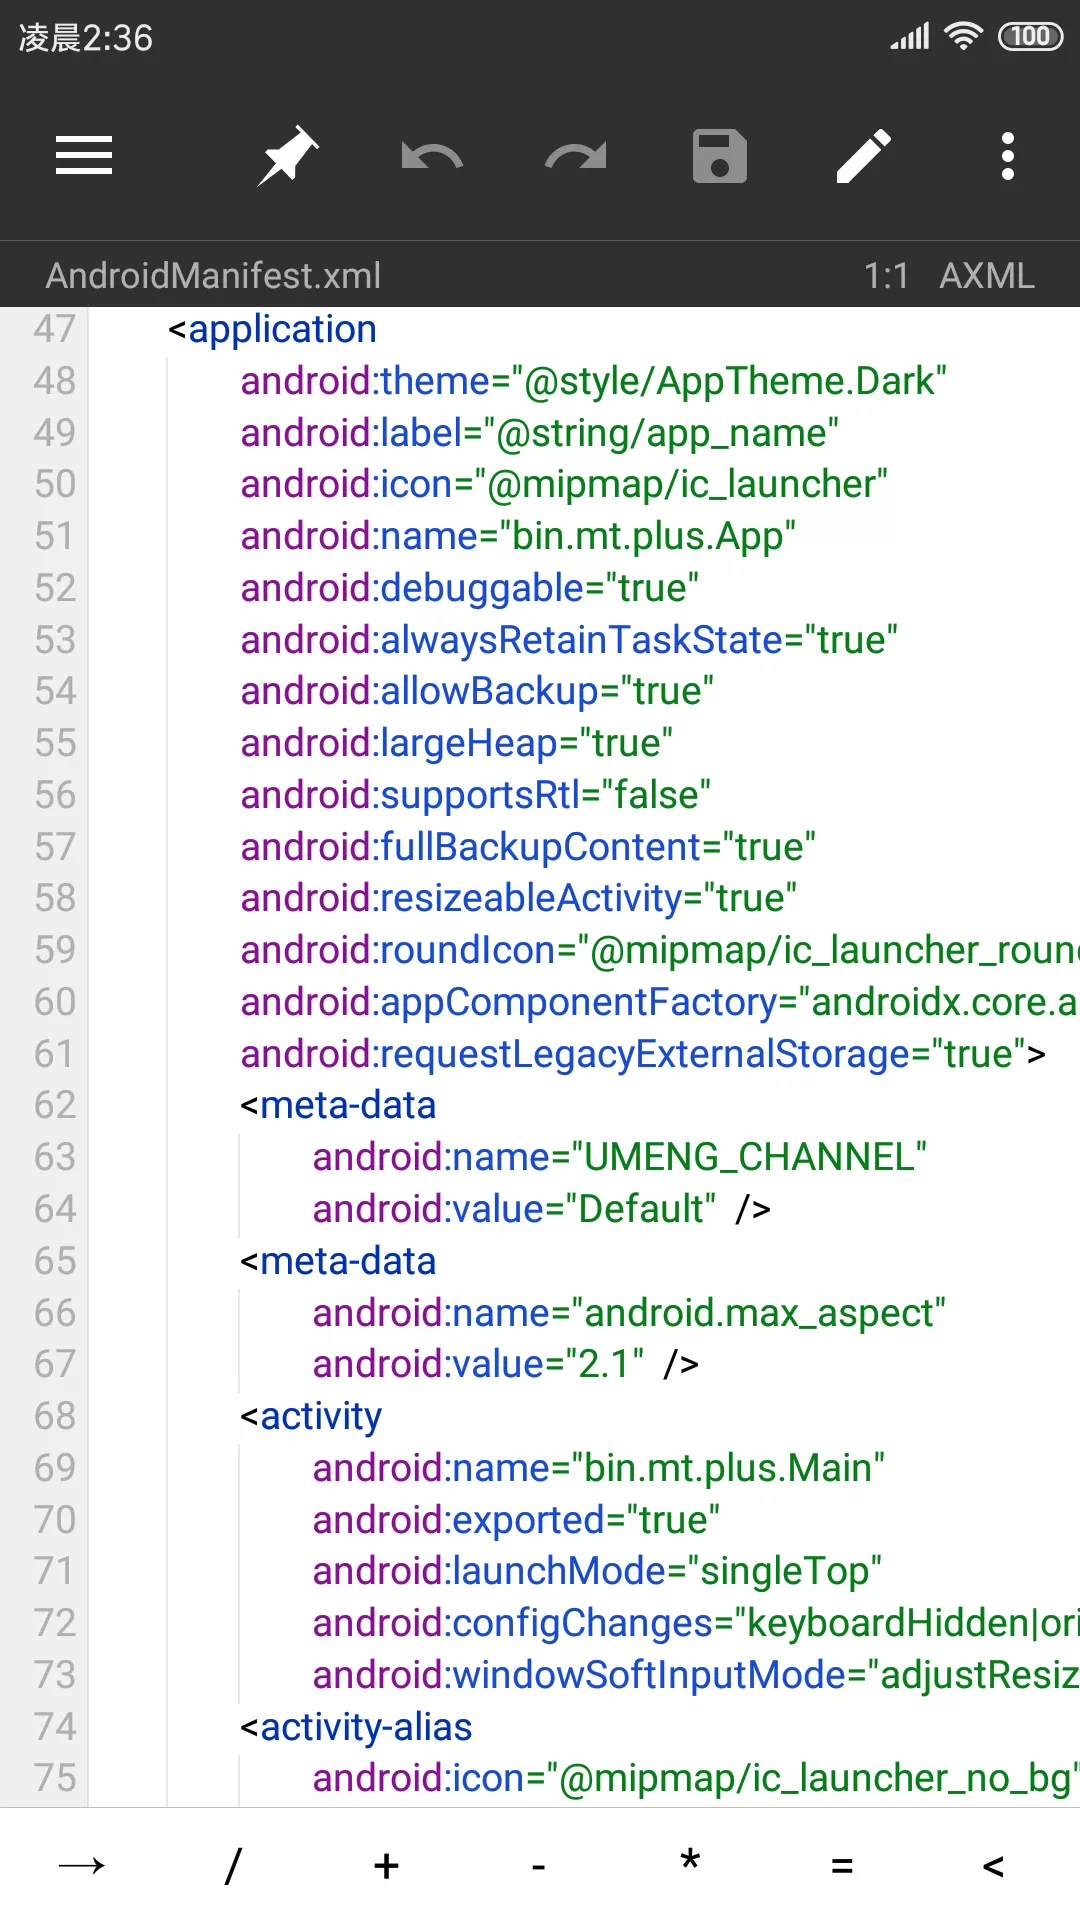 凌晨2:36
100
AndroidManifest.xml 1:1 AXML
47 <application
48 android:theme="@style/AppTheme.Dark"
49 android:label="@string/app_name"
50 android:icon="@mipmap/ic_launcher"
51 android:name="bin.mt.plus.App"
52 android:debuggable="true"
53 android:alwaysRetainTaskState="true"
54 android:allowBackup="true"
55 android:largeHeap="true"
56 android:supportsRtl="false"
57 android:fullBackupContent="true"
58 android:resizeableActivity="true"
59 android:roundIcon="@mipmap/ic_launcher_roun
60 android:appComponentFactory="androidx.core.a
61 android:requestLegacyExternalStorage="true">
62 <meta-data
63 android:name="UMENG_CHANNEL"
64 android:value="Default" />
65 <meta-data
66 android:name="android.max_aspect"
67 android:value="2.1" />
68 <activity
69 android:name="bin.mt.plus.Main"
70 android:exported="true"
71 android:launchMode="singleTop"
72 android:configChanges="keyboardHidden|ori
73 android:windowSoftInputMode="adjustResiz
74 <activity-alias
75 android:icon="@mipmap/ic_launcher_no_bg"
→ / + - * = <